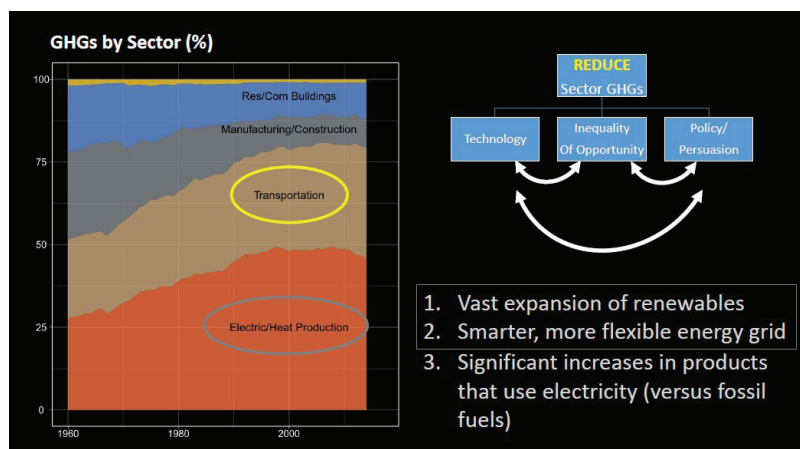 GHGs by Sector (%)
100
75
50
25
0
1960
1980
2000
Res/Com Buildings
Manufacturing/Construction
Transportation
Electric/Heat Production
REDUCE
Sector GHGs
Technology
Inequality
Of Opportunity
Policy/
Persuasion
1. Vast expansion of renewables
2. Smarter, more flexible energy grid
3. Significant increases in products
that use electricity (versus fossil
fuels)